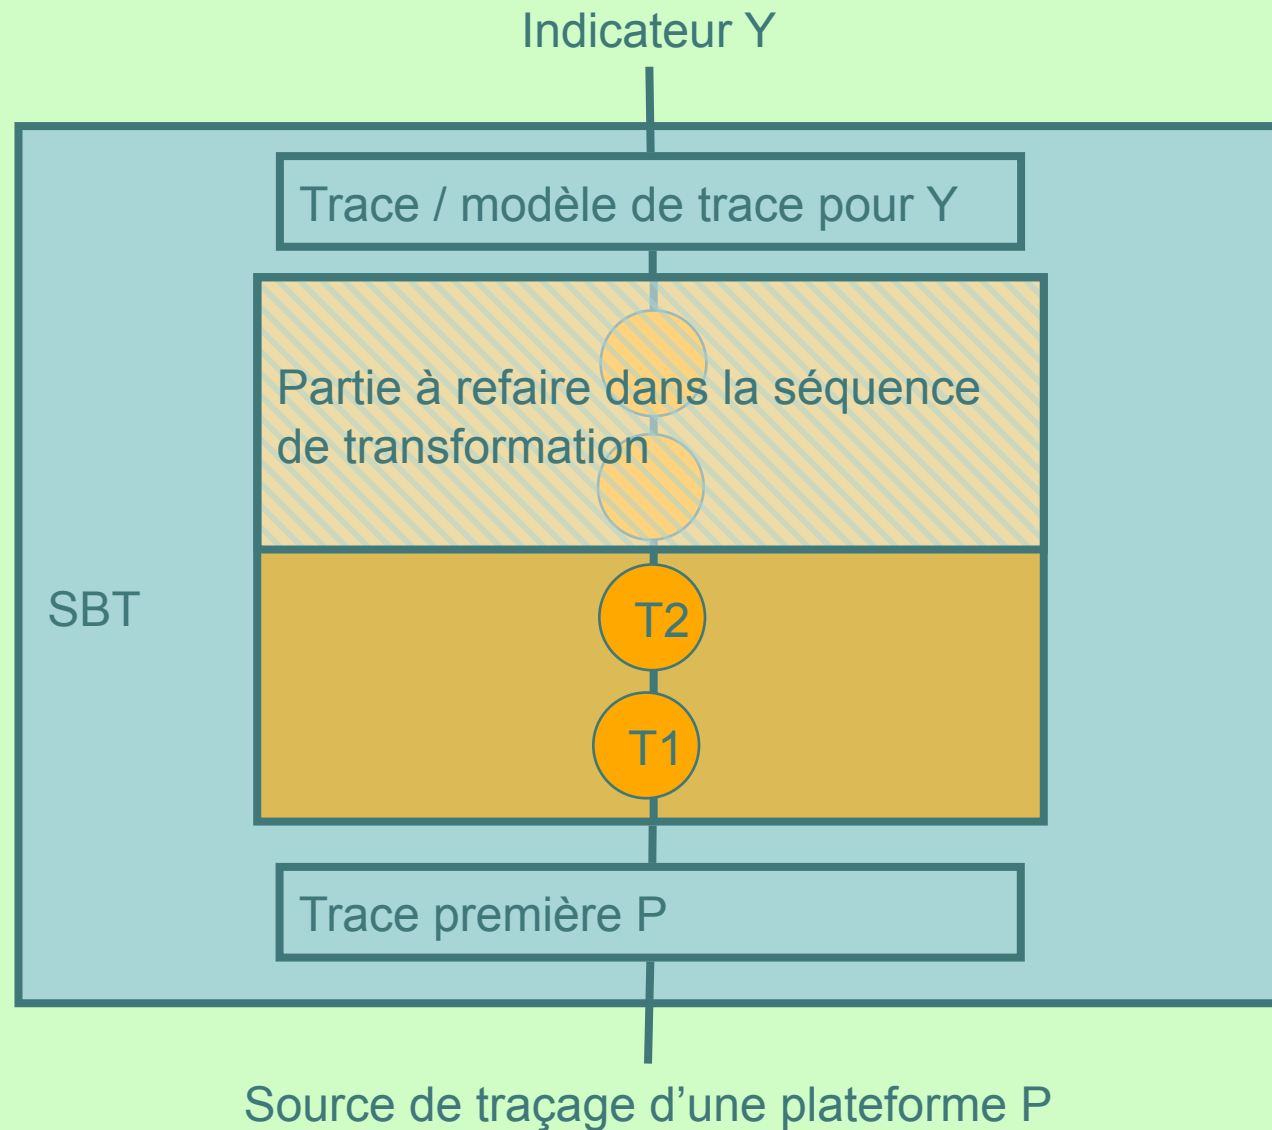 Indicateur Y
Trace / modèle de trace pour Y
Partie à refaire dans la séquence
de transformation
SBT
T2
T1
Trace première P
Source de traçage d’une plateforme P